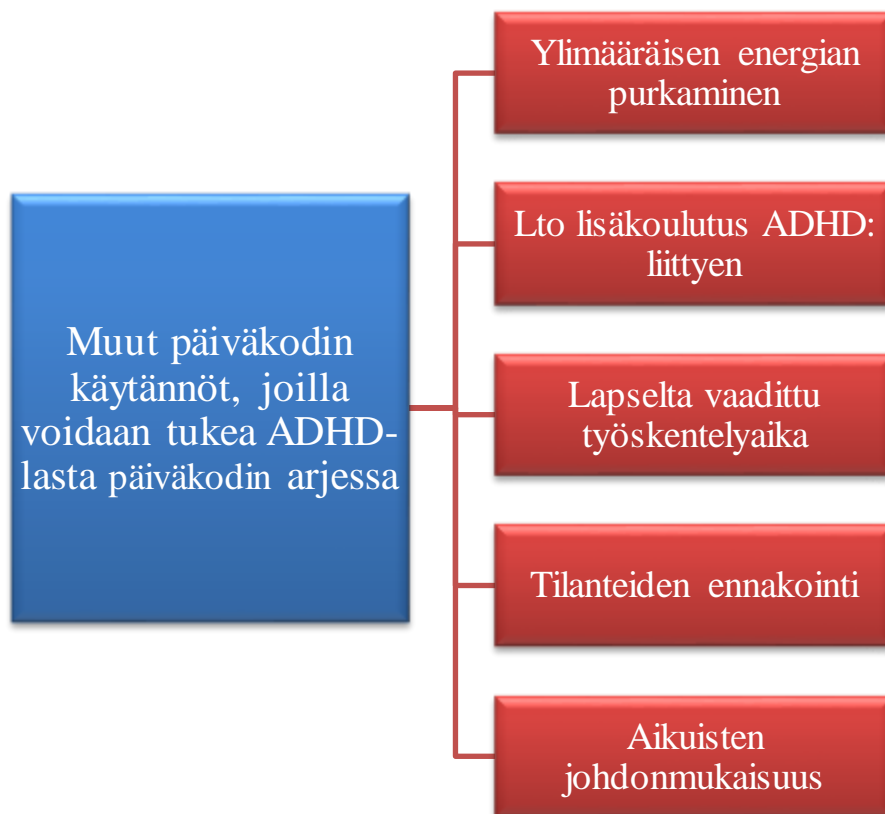 Muut päiväkodin
käytännöt, joilla
voidaan tukea ADHD-
lasta päiväkodin arjessa
Ylimääräisen energian
purkaminen
Lto lisäkoulutus ADHD:
liittyen
Lapselta vaadittu
työskentelyaika
Tilanteiden ennakointi
Aikuisten
johdonmukaisuus